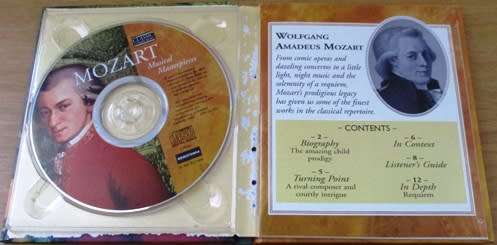 MOZART
Musical
Masterpieces
WOLFGANG
AMADEUS MOZART
From comic operas and
dazzling concertos to a little
light, night music and the
solemnity of a requiem,
Mozart's prodigious legacy
has given us some of the finest
works in the classical repertoire.
– CONTENTS –
– 2 –
Biography
The amazing child
prodigy
– 5 –
Turning Point
A rival composer and
courtly intrigue
– 6 –
In Context
– 8 –
Listener's Guide
– 12 –
In Depth
Requiem